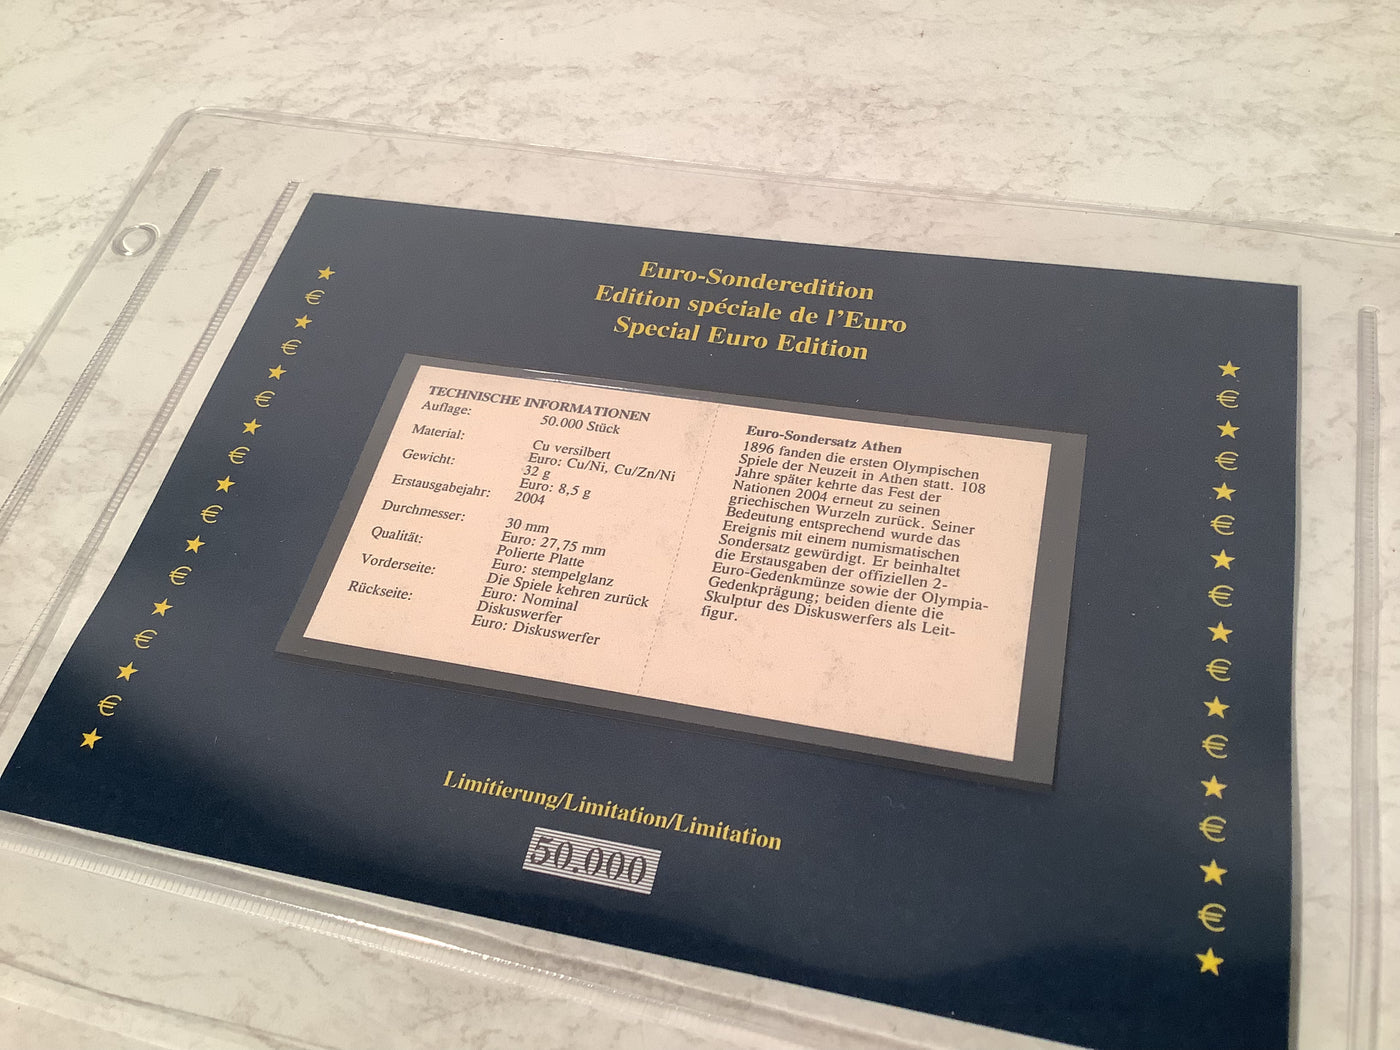 Euro-Sonderedition
Edition spéciale de l'Euro
Special Euro Edition
TECHNISCHE INFORMATIONEN
Auflage: 50.000 Stück
Material: Cu versilbert
Euro: Cu/Ni, Cu/Zn/Ni
Gewicht: 32 g
Euro: 8,5 g
Erstausgabejahr: 2004
Durchmesser: 30 mm
Euro: 27,75 mm
Qualität: Polierte Platte
Euro: stempelglanz
Vorderseite: Die Spiele kehren zurück
Euro: Nominal
Rückseite: Diskuswerfer
Euro: Diskuswerfer
Euro-Sondersatz Athen
1896 fanden die ersten Olympischen
Spiele der Neuzeit in Athen statt. 108
Jahre später kehrte das Fest der
Nationen 2004 erneut zu seinen
griechischen Wurzeln zurück. Seiner
Bedeutung entsprechend wurde das
Ereignis mit einem numismatischen
Sondersatz gewürdigt. Er beinhaltet
die Erstausgaben der offiziellen 2-
Euro-Gedenkmünze sowie der Olympia-
Gedenkprägung; beiden diente die
Skulptur des Diskuswerfers als Leit-
figur.
Limitierung/Limitation/Limitation
50.000